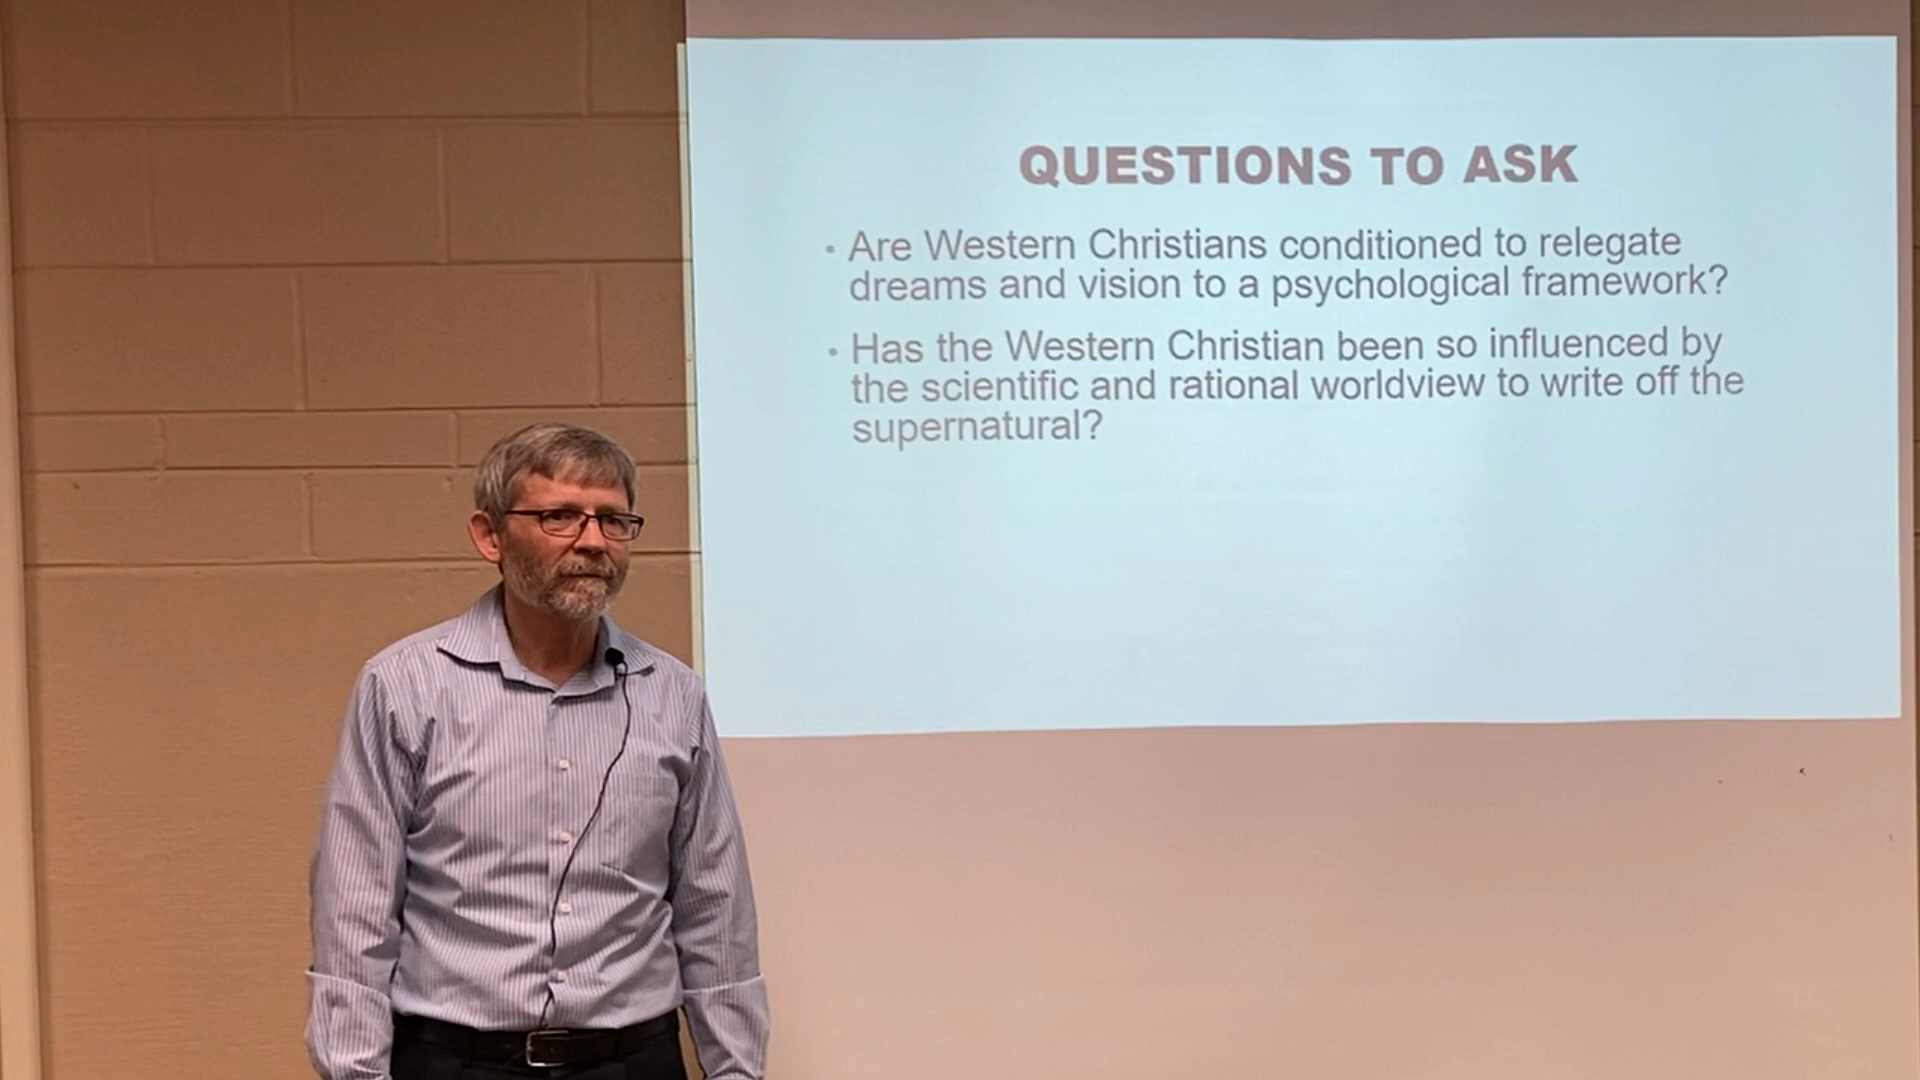 QUESTIONS TO ASK
• Are Western Christians conditioned to relegate
dreams and vision to a psychological framework?
• Has the Western Christian been so influenced by
the scientific and rational worldview to write off the
supernatural?